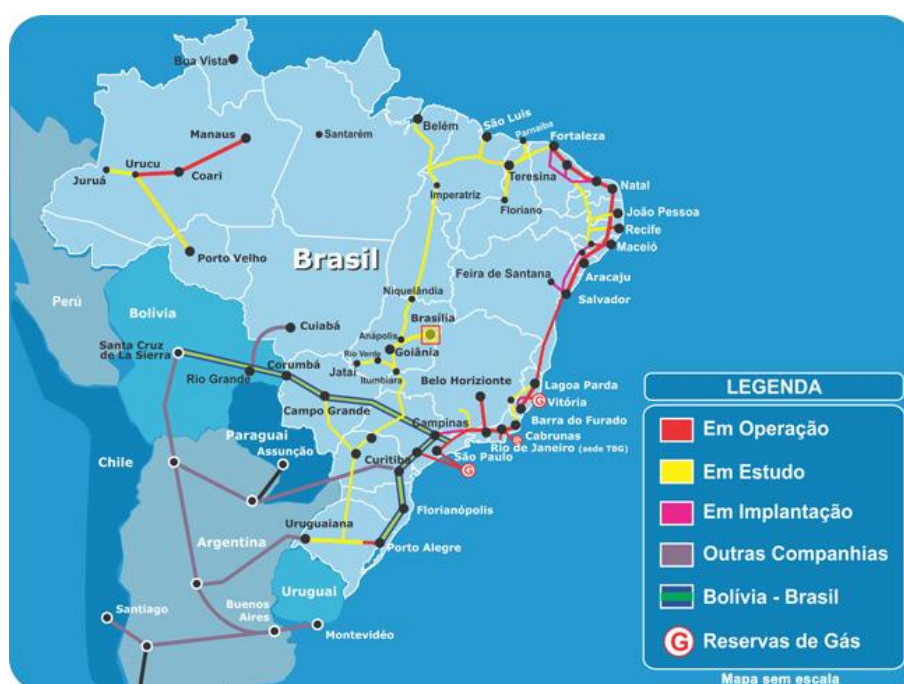 Boa Vista
Manaus
Santarém
Belém
São Luis
Parnaíba
Fortaleza
Urucu
Juruá
Coari
Imperatriz
Teresina
Floriano
Natal
João Pessoa
Recife
Maceió
Porto Velho
Brasil
Feira de Santana
Aracaju
Salvador
Perú
Bolívia
Niquelândia
Brasília
Santa Cruz
de La Sierra
Cuiabá
Anápolis
Goiânia
Rio Verde
Jataí
Itumbiara
Rio Grande
Corumbá
Belo Horizionte
Lagoa Parda
G
Vitória
Campo Grande
Barra do Furado
Campinas
Cabrunas
G
Rio de Janeiro (sede TBG)
Paraguai
Assunção
São Paulo
G
Chile
Curitiba
Florianópolis
Uruguaiana
Argentina
Porto Alegre
Uruguai
Santiago
Buenos
Aires
Montevidéo
LEGENDA
Em Operação
Em Estudo
Em Implantação
Outras Companhias
Bolívia - Brasil
G Reservas de Gás
Mapa sem escala